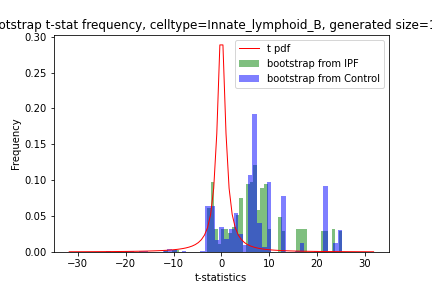 otstrap t-stat frequency, celltype=Innate_lymphoid_B, generated size=1
t pdf
bootstrap from IPF
bootstrap from Control
Frequency
0.30
0.25
0.20
0.15
0.10
0.05
0.00
−30 −20 −10 0 10 20 30
t-statistics